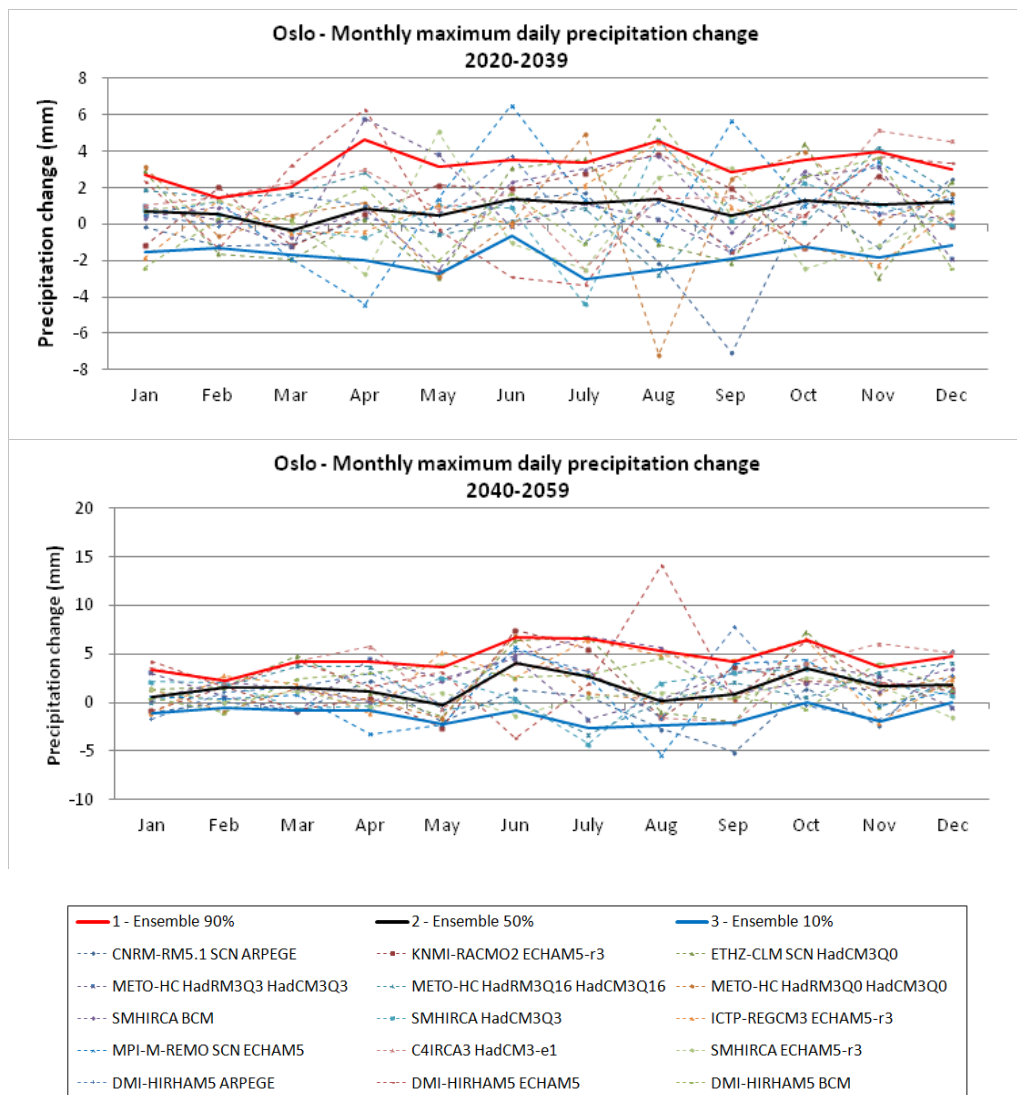 Oslo - Monthly maximum daily precipitation change
2020-2039
Precipitation change (mm)
8
6
4
2
0
-2
-4
-6
-8
Jan Feb Mar Apr May Jun July Aug Sep Oct Nov Dec
Oslo - Monthly maximum daily precipitation change
2040-2059
Precipitation change (mm)
20
15
10
5
0
-5
-10
Jan Feb Mar Apr May Jun July Aug Sep Oct Nov Dec
1 - Ensemble 90% 2 - Ensemble 50% 3 - Ensemble 10%
CNRM-RM5.1 SCN ARPEGE KNMI-RACMO2 ECHAM5-r3 ETHZ-CLM SCN HadCM3Q0
METO-HC HadRM3Q3 HadCM3Q3 METO-HC HadRM3Q16 HadCM3Q16 METO-HC HadRM3Q0 HadCM3Q0
SMHIRCA BCM SMHIRCA HadCM3Q3 ICTP-REGCM3 ECHAM5-r3
MPI-M-REMO SCN ECHAM5 C4IRCA3 HadCM3-e1 SMHIRCA ECHAM5-r3
DMI-HIRHAM5 ARPEGE DMI-HIRHAM5 ECHAM5 DMI-HIRHAM5 BCM